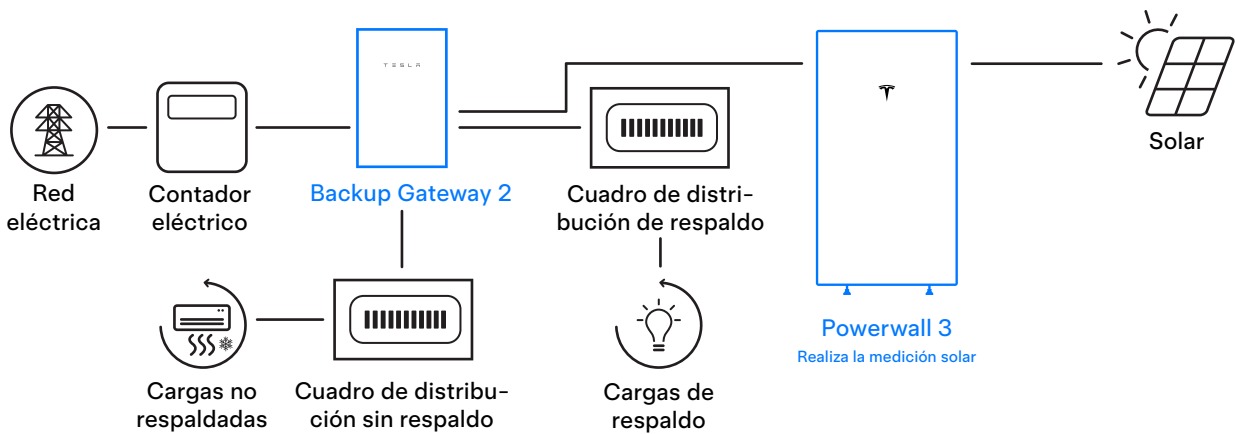 TESLA
Solar
Red
eléctrica
Contador
eléctrico
Backup Gateway 2
Cuadro de distri-
bución de respaldo
Powerwall 3
Realiza la medición solar
Cargas no
respaldadas
Cuadro de distribu-
ción sin respaldo
Cargas de
respaldo